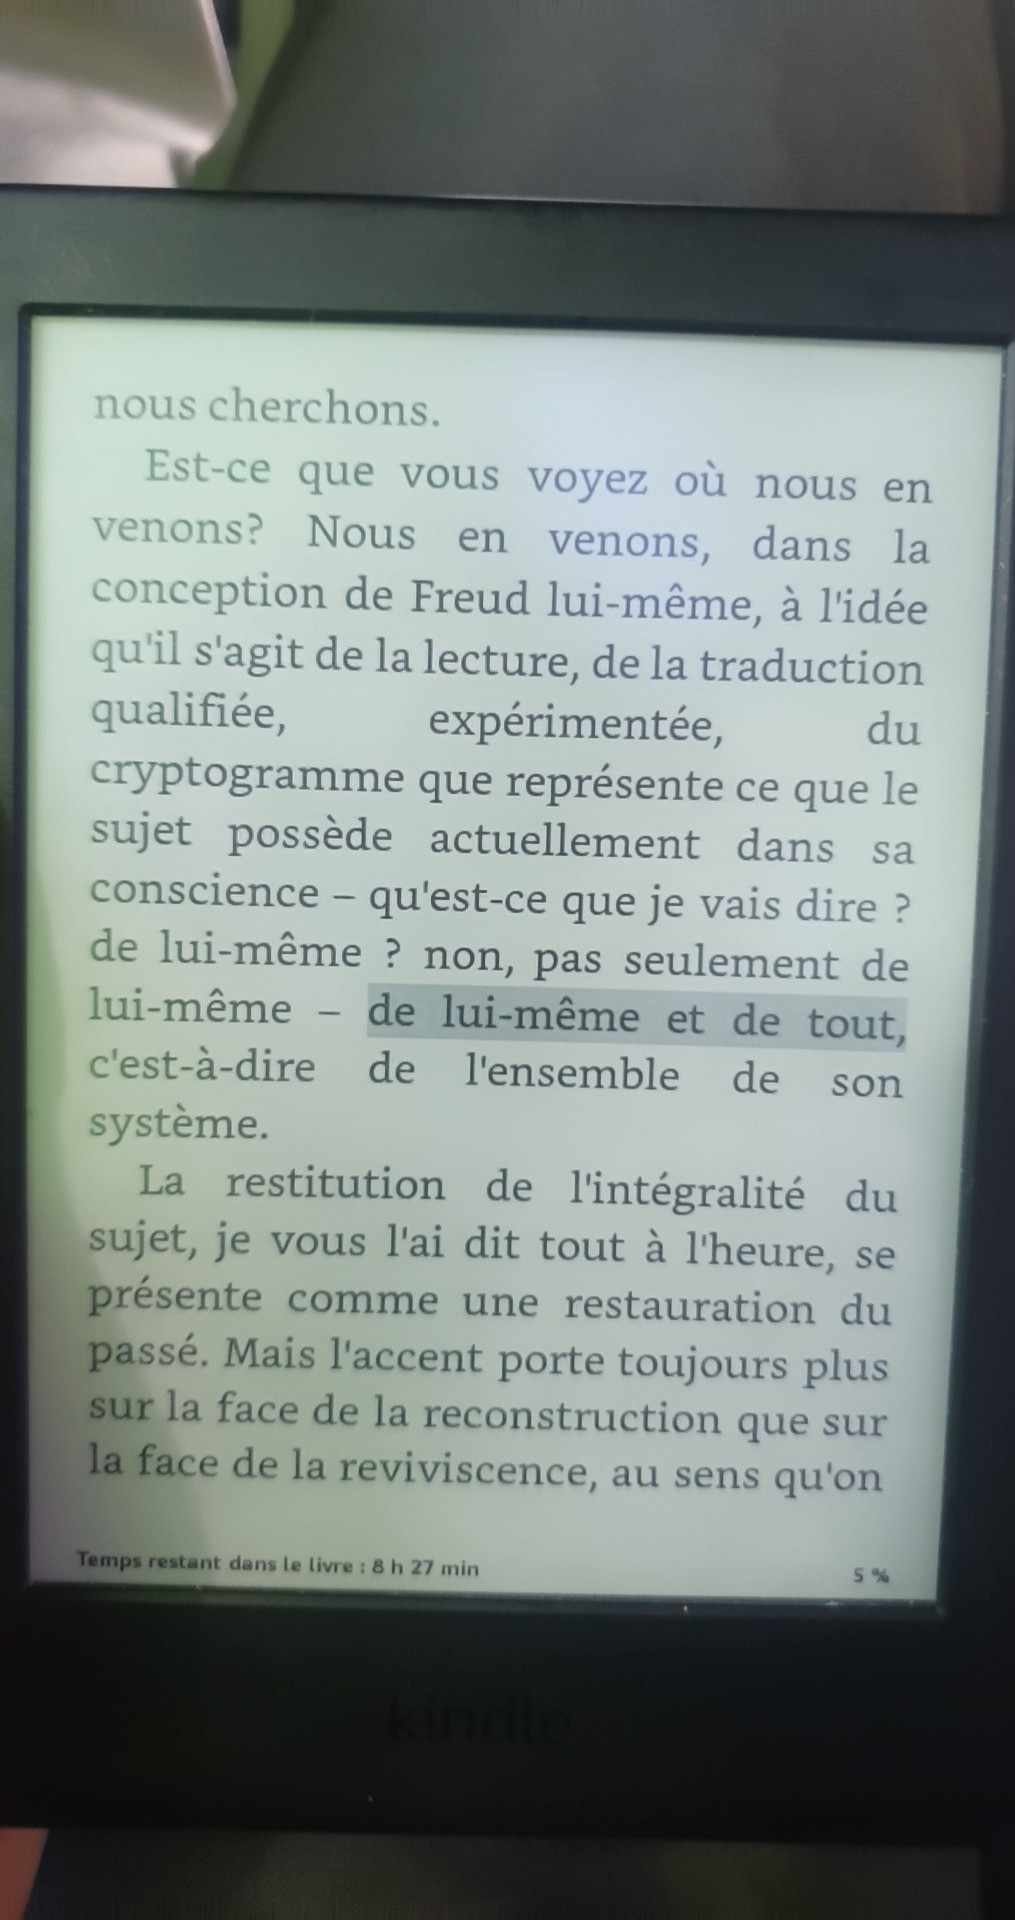 nous cherchons.
Est-ce que vous voyez où nous en
venons? Nous en venons, dans la
conception de Freud lui-même, à l'idée
qu'il s'agit de la lecture, de la traduction
qualifiée, expérimentée, du
cryptogramme que représente ce que le
sujet possède actuellement dans sa
conscience – qu'est-ce que je vais dire ?
de lui-même ? non, pas seulement de
lui-même – de lui-même et de tout,
c'est-à-dire de l'ensemble de son
système.
La restitution de l'intégralité du
sujet, je vous l'ai dit tout à l'heure, se
présente comme une restauration du
passé. Mais l'accent porte toujours plus
sur la face de la reconstruction que sur
la face de la reviviscence, au sens qu'on
Temps restant dans le livre : 8 h 27 min 5 %
kindle